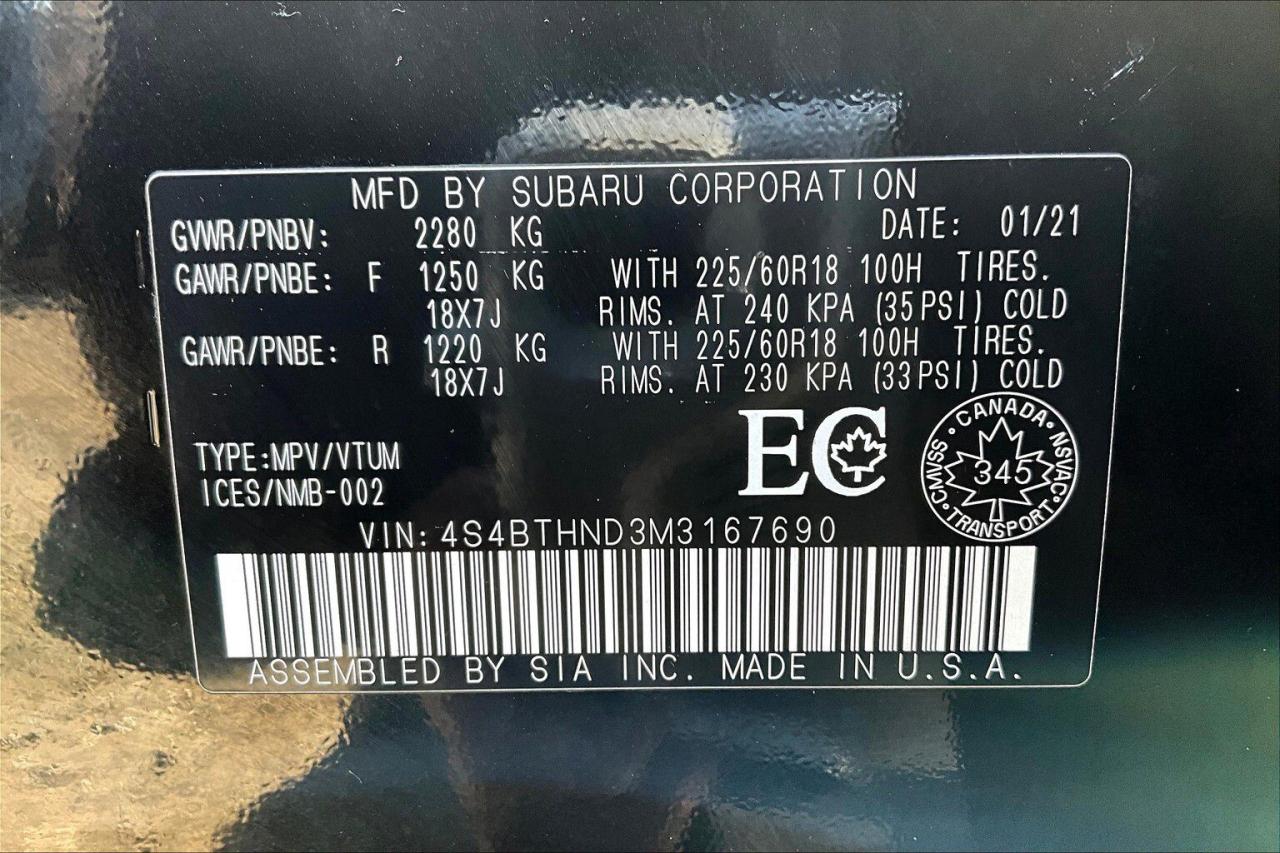 MFD BY SUBARU CORPORATION
GVWR/PNBV: 2280 KG DATE: 01/21
GAWR/PNBE: F 1250 KG WITH 225/60R18 100H TIRES.
18X7J RIMS. AT 240 KPA (35PSI) COLD
GAWR/PNBE: R 1220 KG WITH 225/60R18 100H TIRES.
18X7J RIMS. AT 230 KPA (33PSI) COLD
EC
CANADA • NSVAC • TRANSPORT • CMVSS •
345
TYPE:MPV/VTUM
ICES/NMB-002
VIN: 4S4BTHND3M3167690
ASSEMBLED BY SIA INC. MADE IN U.S.A.